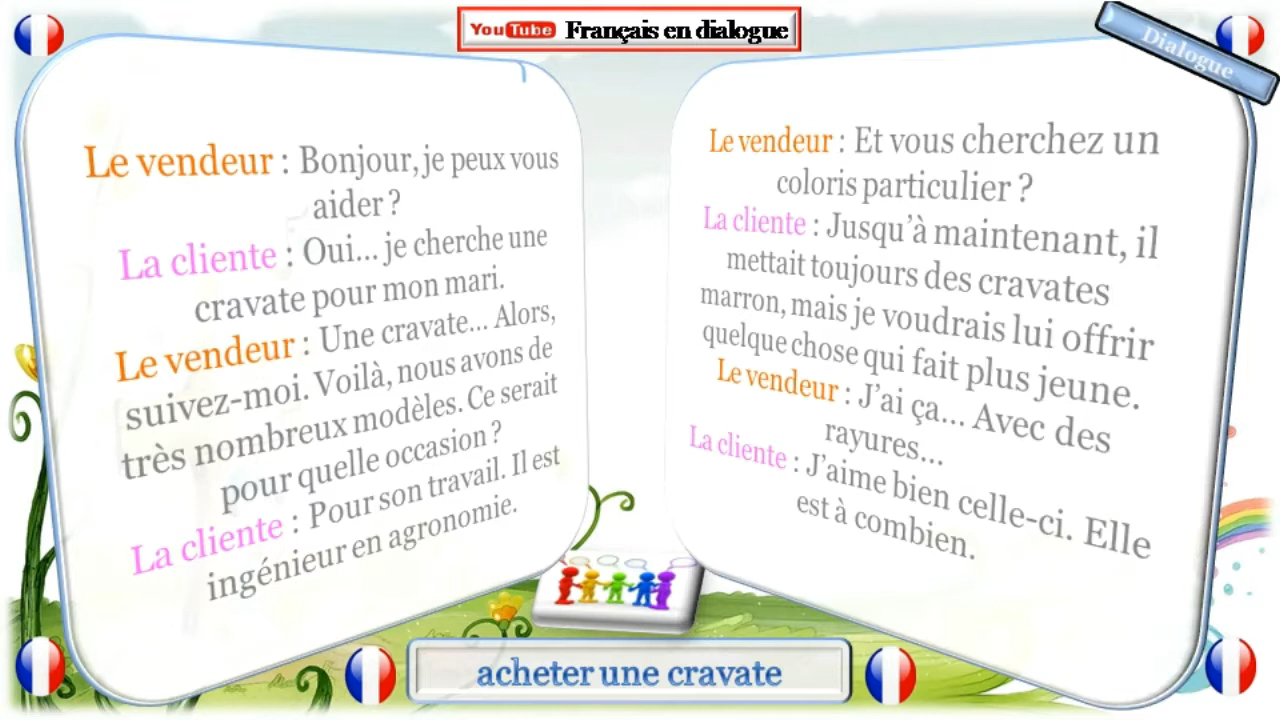 YouTube Français en dialogue
Dialogue
Le vendeur : Bonjour, je peux vous
aider ?
La cliente : Oui... je cherche une
cravate pour mon mari.
Le vendeur : Une cravate... Alors,
suivez-moi. Voilà, nous avons de
très nombreux modèles. Ce serait
pour quelle occasion ?
La cliente : Pour son travail. Il est
ingénieur en agronomie.
Le vendeur : Et vous cherchez un
coloris particulier ?
La cliente : Jusqu’à maintenant, il
mettait toujours des cravates
marron, mais je voudrais lui offrir
quelque chose qui fait plus jeune.
Le vendeur : J’ai ça... Avec des
rayures...
La cliente : J’aime bien celle-ci. Elle
est à combien.
acheter une cravate